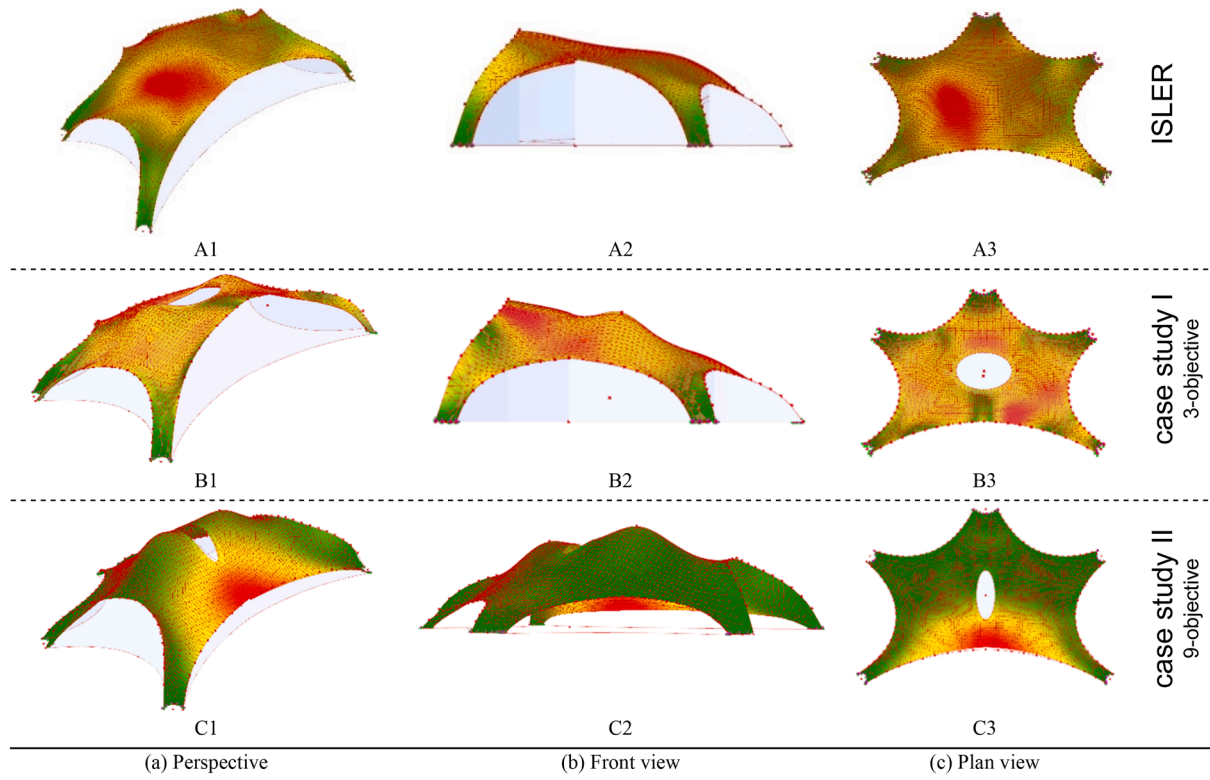 ISLER
A1
A2
A3
case study I
3-objective
B1
B2
B3
case study II
9-objective
C1
C2
C3
(a) Perspective
(b) Front view
(c) Plan view